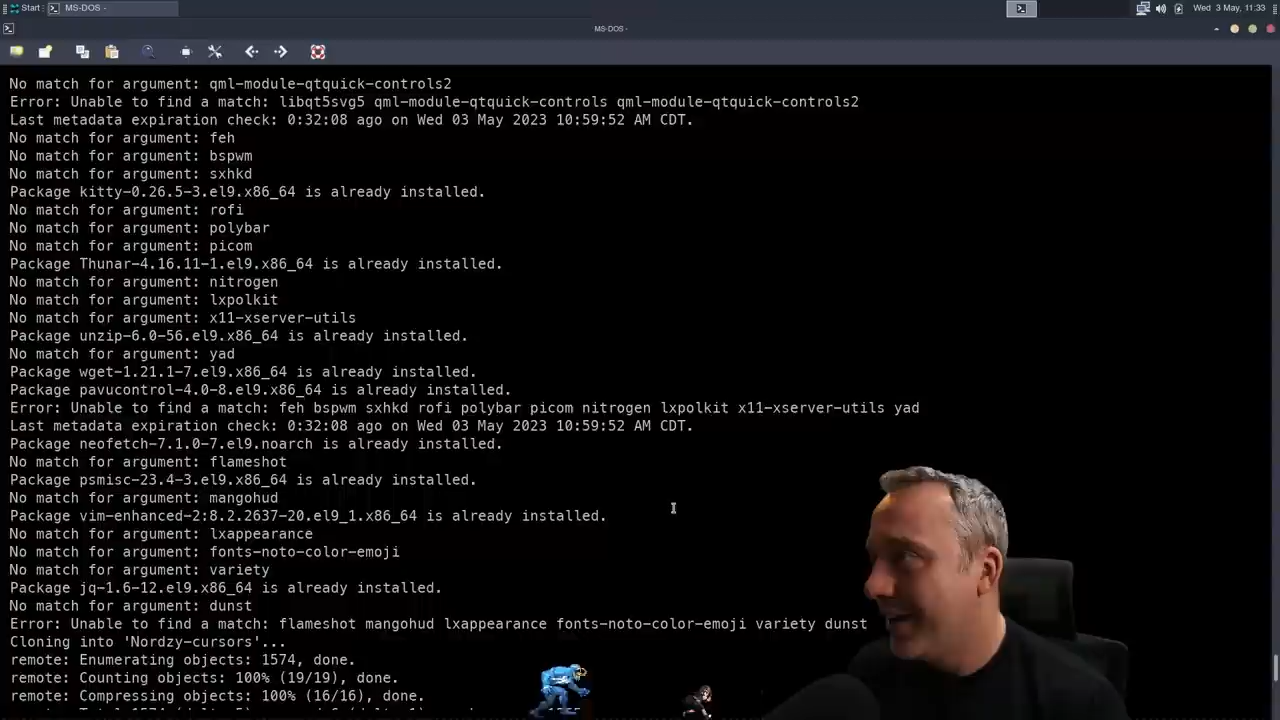 Start MS-DOS - Wed 3 May, 11:33
MS-DOS -
No match for argument: qml-module-qtquick-controls2
Error: Unable to find a match: libqt5svg5 qml-module-qtquick-controls qml-module-qtquick-controls2
Last metadata expiration check: 0:32:08 ago on Wed 03 May 2023 10:59:52 AM CDT.
No match for argument: feh
No match for argument: bspwm
No match for argument: sxhkd
Package kitty-0.26.5-3.el9.x86_64 is already installed.
No match for argument: rofi
No match for argument: polybar
No match for argument: picom
Package Thunar-4.16.11-1.el9.x86_64 is already installed.
No match for argument: nitrogen
No match for argument: lxpolkit
No match for argument: x11-xserver-utils
Package unzip-6.0-56.el9.x86_64 is already installed.
No match for argument: yad
Package wget-1.21.1-7.el9.x86_64 is already installed.
Package pavucontrol-4.0-8.el9.x86_64 is already installed.
Error: Unable to find a match: feh bspwm sxhkd rofi polybar picom nitrogen lxpolkit x11-xserver-utils yad
Last metadata expiration check: 0:32:08 ago on Wed 03 May 2023 10:59:52 AM CDT.
Package neofetch-7.1.0-7.el9.noarch is already installed.
No match for argument: flameshot
Package psmisc-23.4-3.el9.x86_64 is already installed.
No match for argument: mangohud
Package vim-enhanced-2:8.2.2637-20.el9_1.x86_64 is already installed.
No match for argument: lxappearance
No match for argument: fonts-noto-color-emoji
No match for argument: variety
Package jq-1.6-12.el9.x86_64 is already installed.
No match for argument: dunst
Error: Unable to find a match: flameshot mangohud lxappearance fonts-noto-color-emoji variety dunst
Cloning into 'Nordzy-cursors'...
remote: Enumerating objects: 1574, done.
remote: Counting objects: 100% (19/19), done.
remote: Compressing objects: 100% (16/16), done.